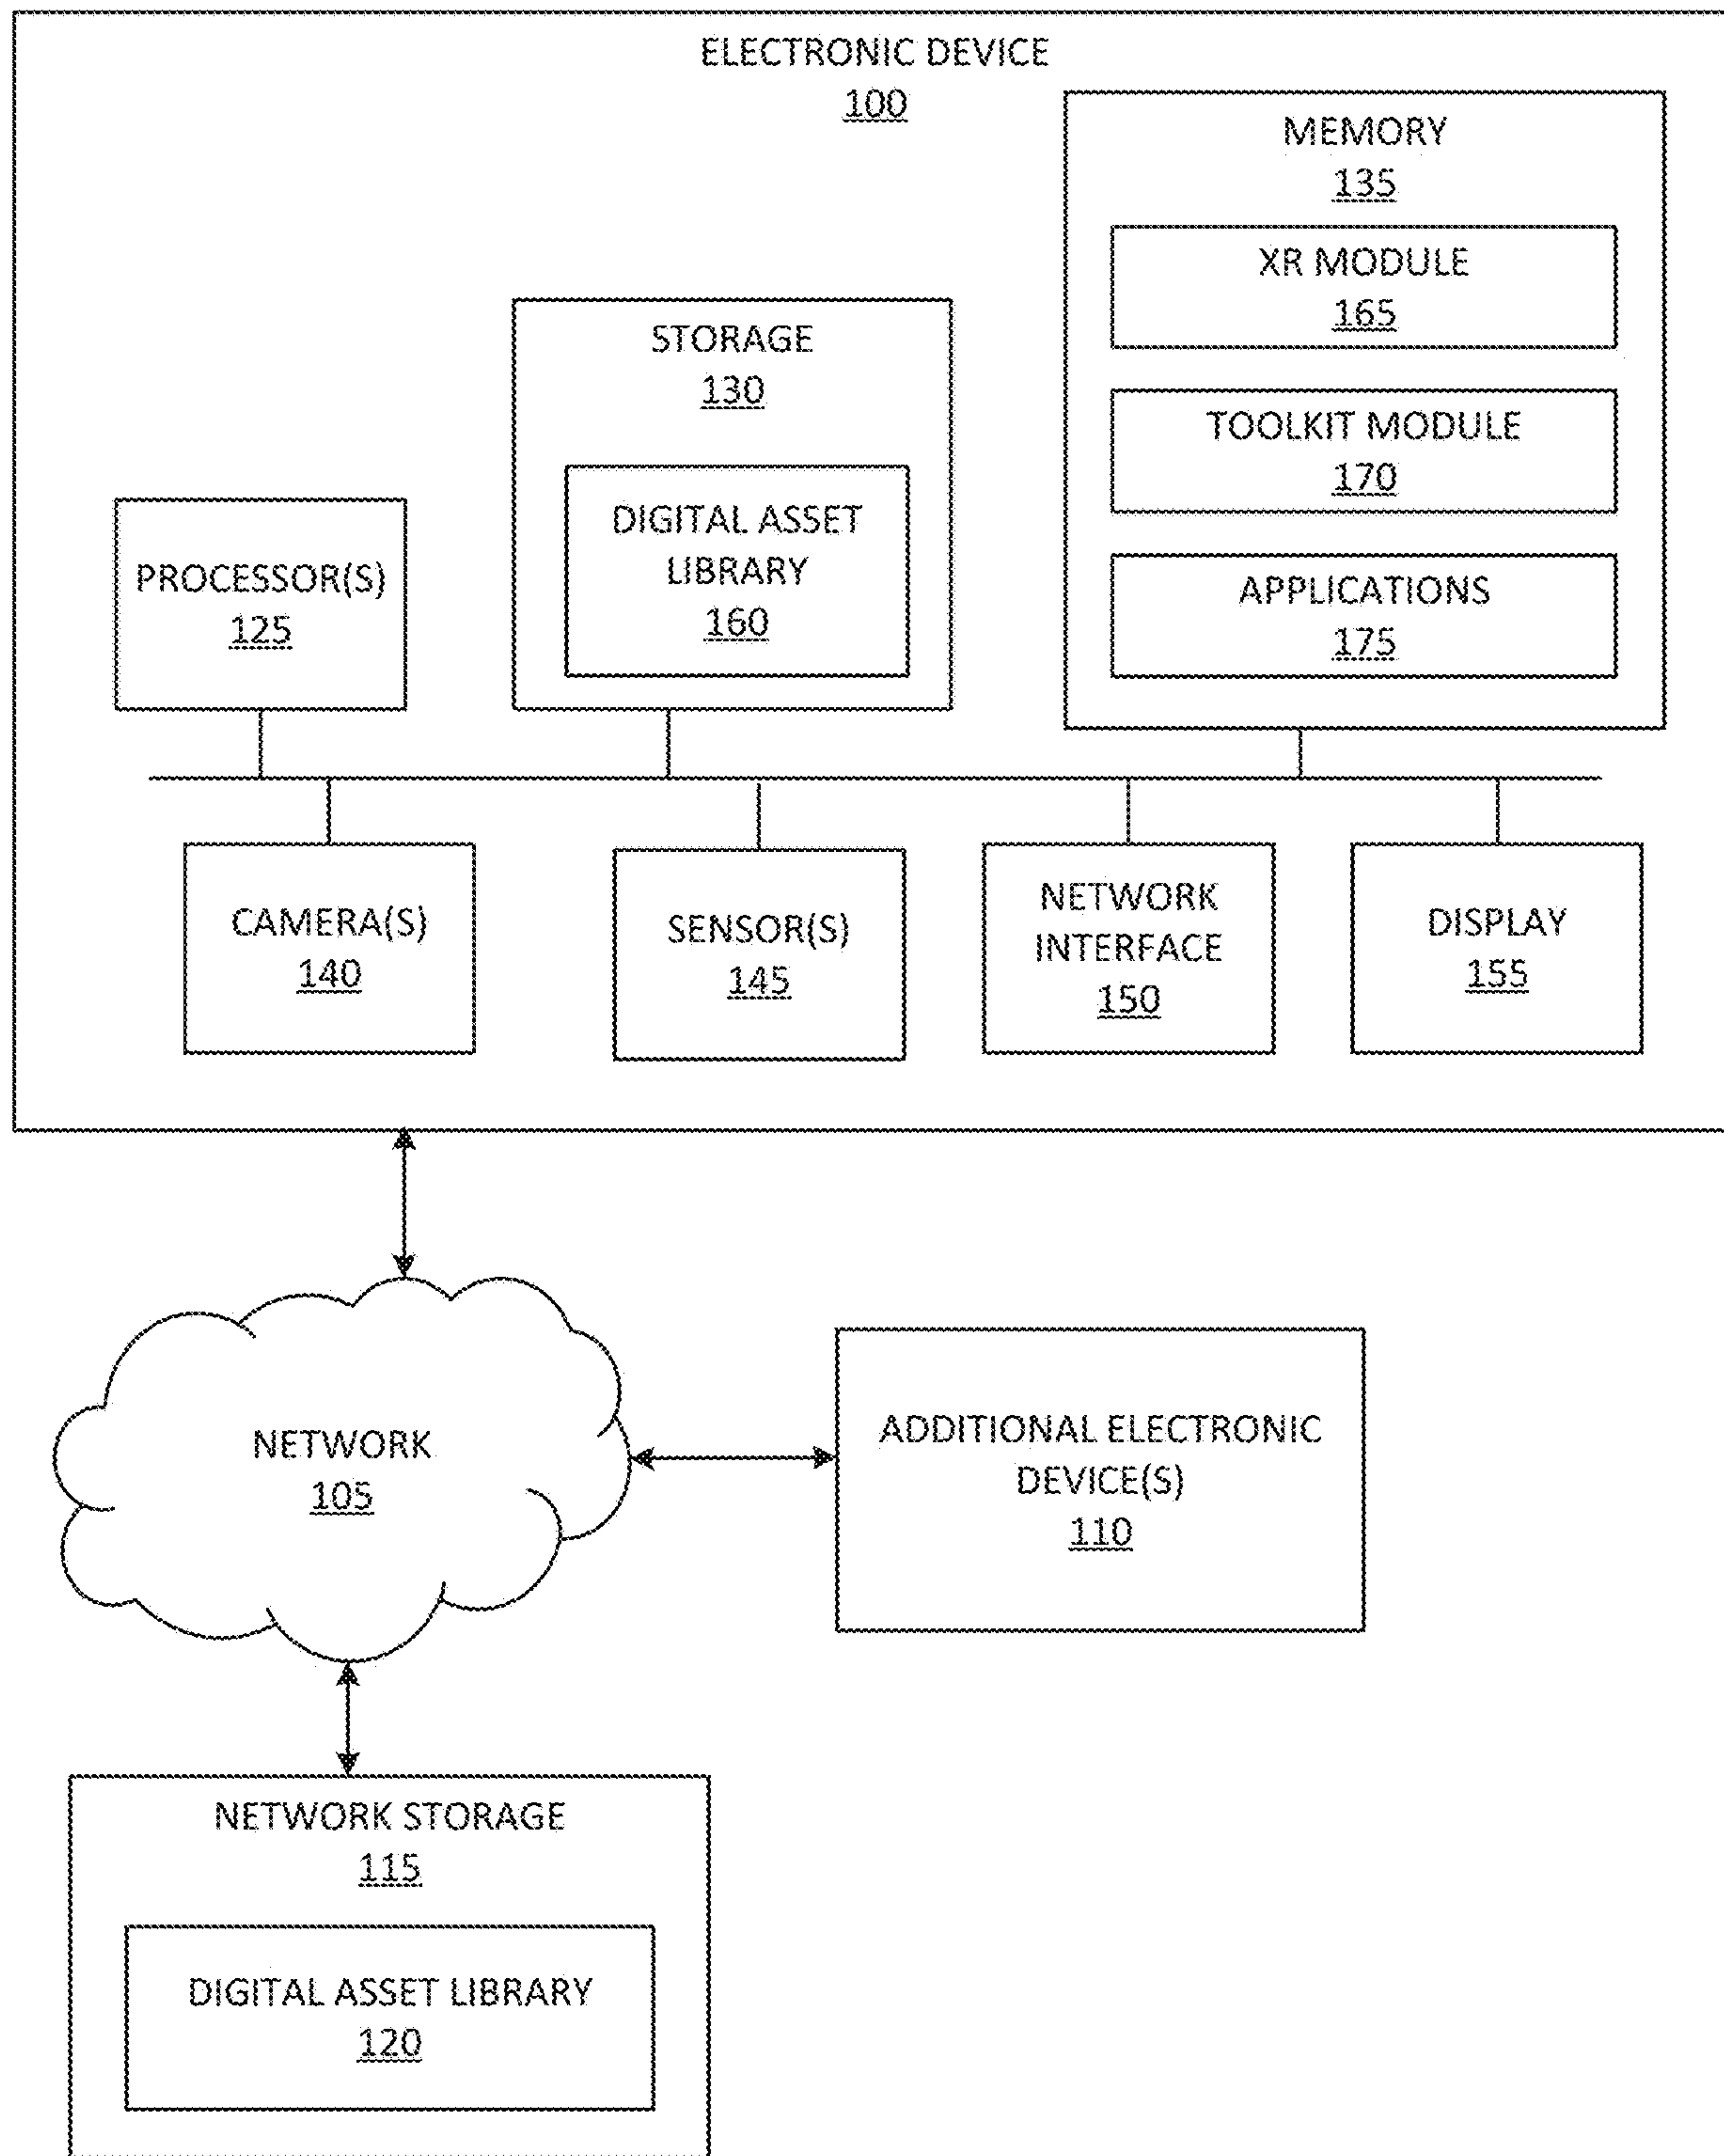 ELECTRONIC DEVICE
100
MEMORY
135
XR MODULE
165
TOOLKIT MODULE
170
APPLICATIONS
175
STORAGE
130
DIGITAL ASSET
LIBRARY
160
PROCESSOR(S)
125
CAMERA(S)
140
SENSOR(S)
145
NETWORK
INTERFACE
150
DISPLAY
155
NETWORK
105
ADDITIONAL ELECTRONIC
DEVICE(S)
110
NETWORK STORAGE
115
DIGITAL ASSET LIBRARY
120